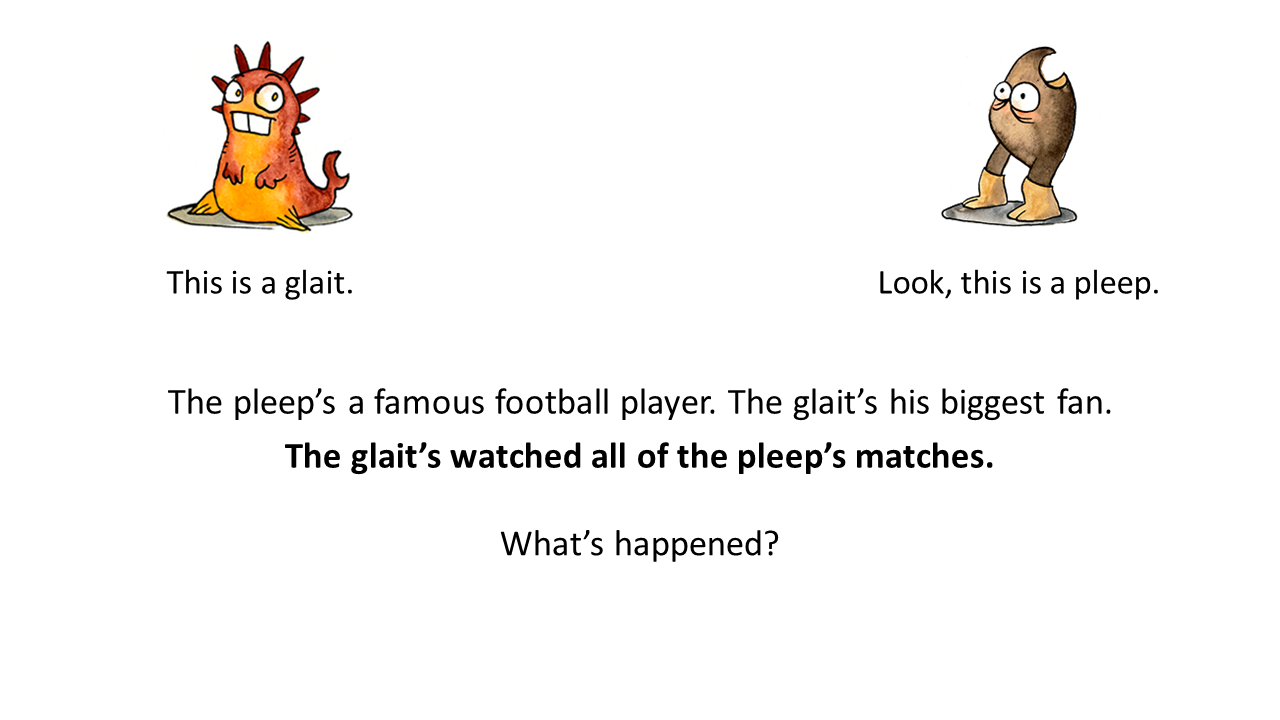 This is a glait.
Look, this is a pleep.
The pleep’s a famous football player. The glait’s his biggest fan.
The glait’s watched all of the pleep’s matches.
What’s happened?